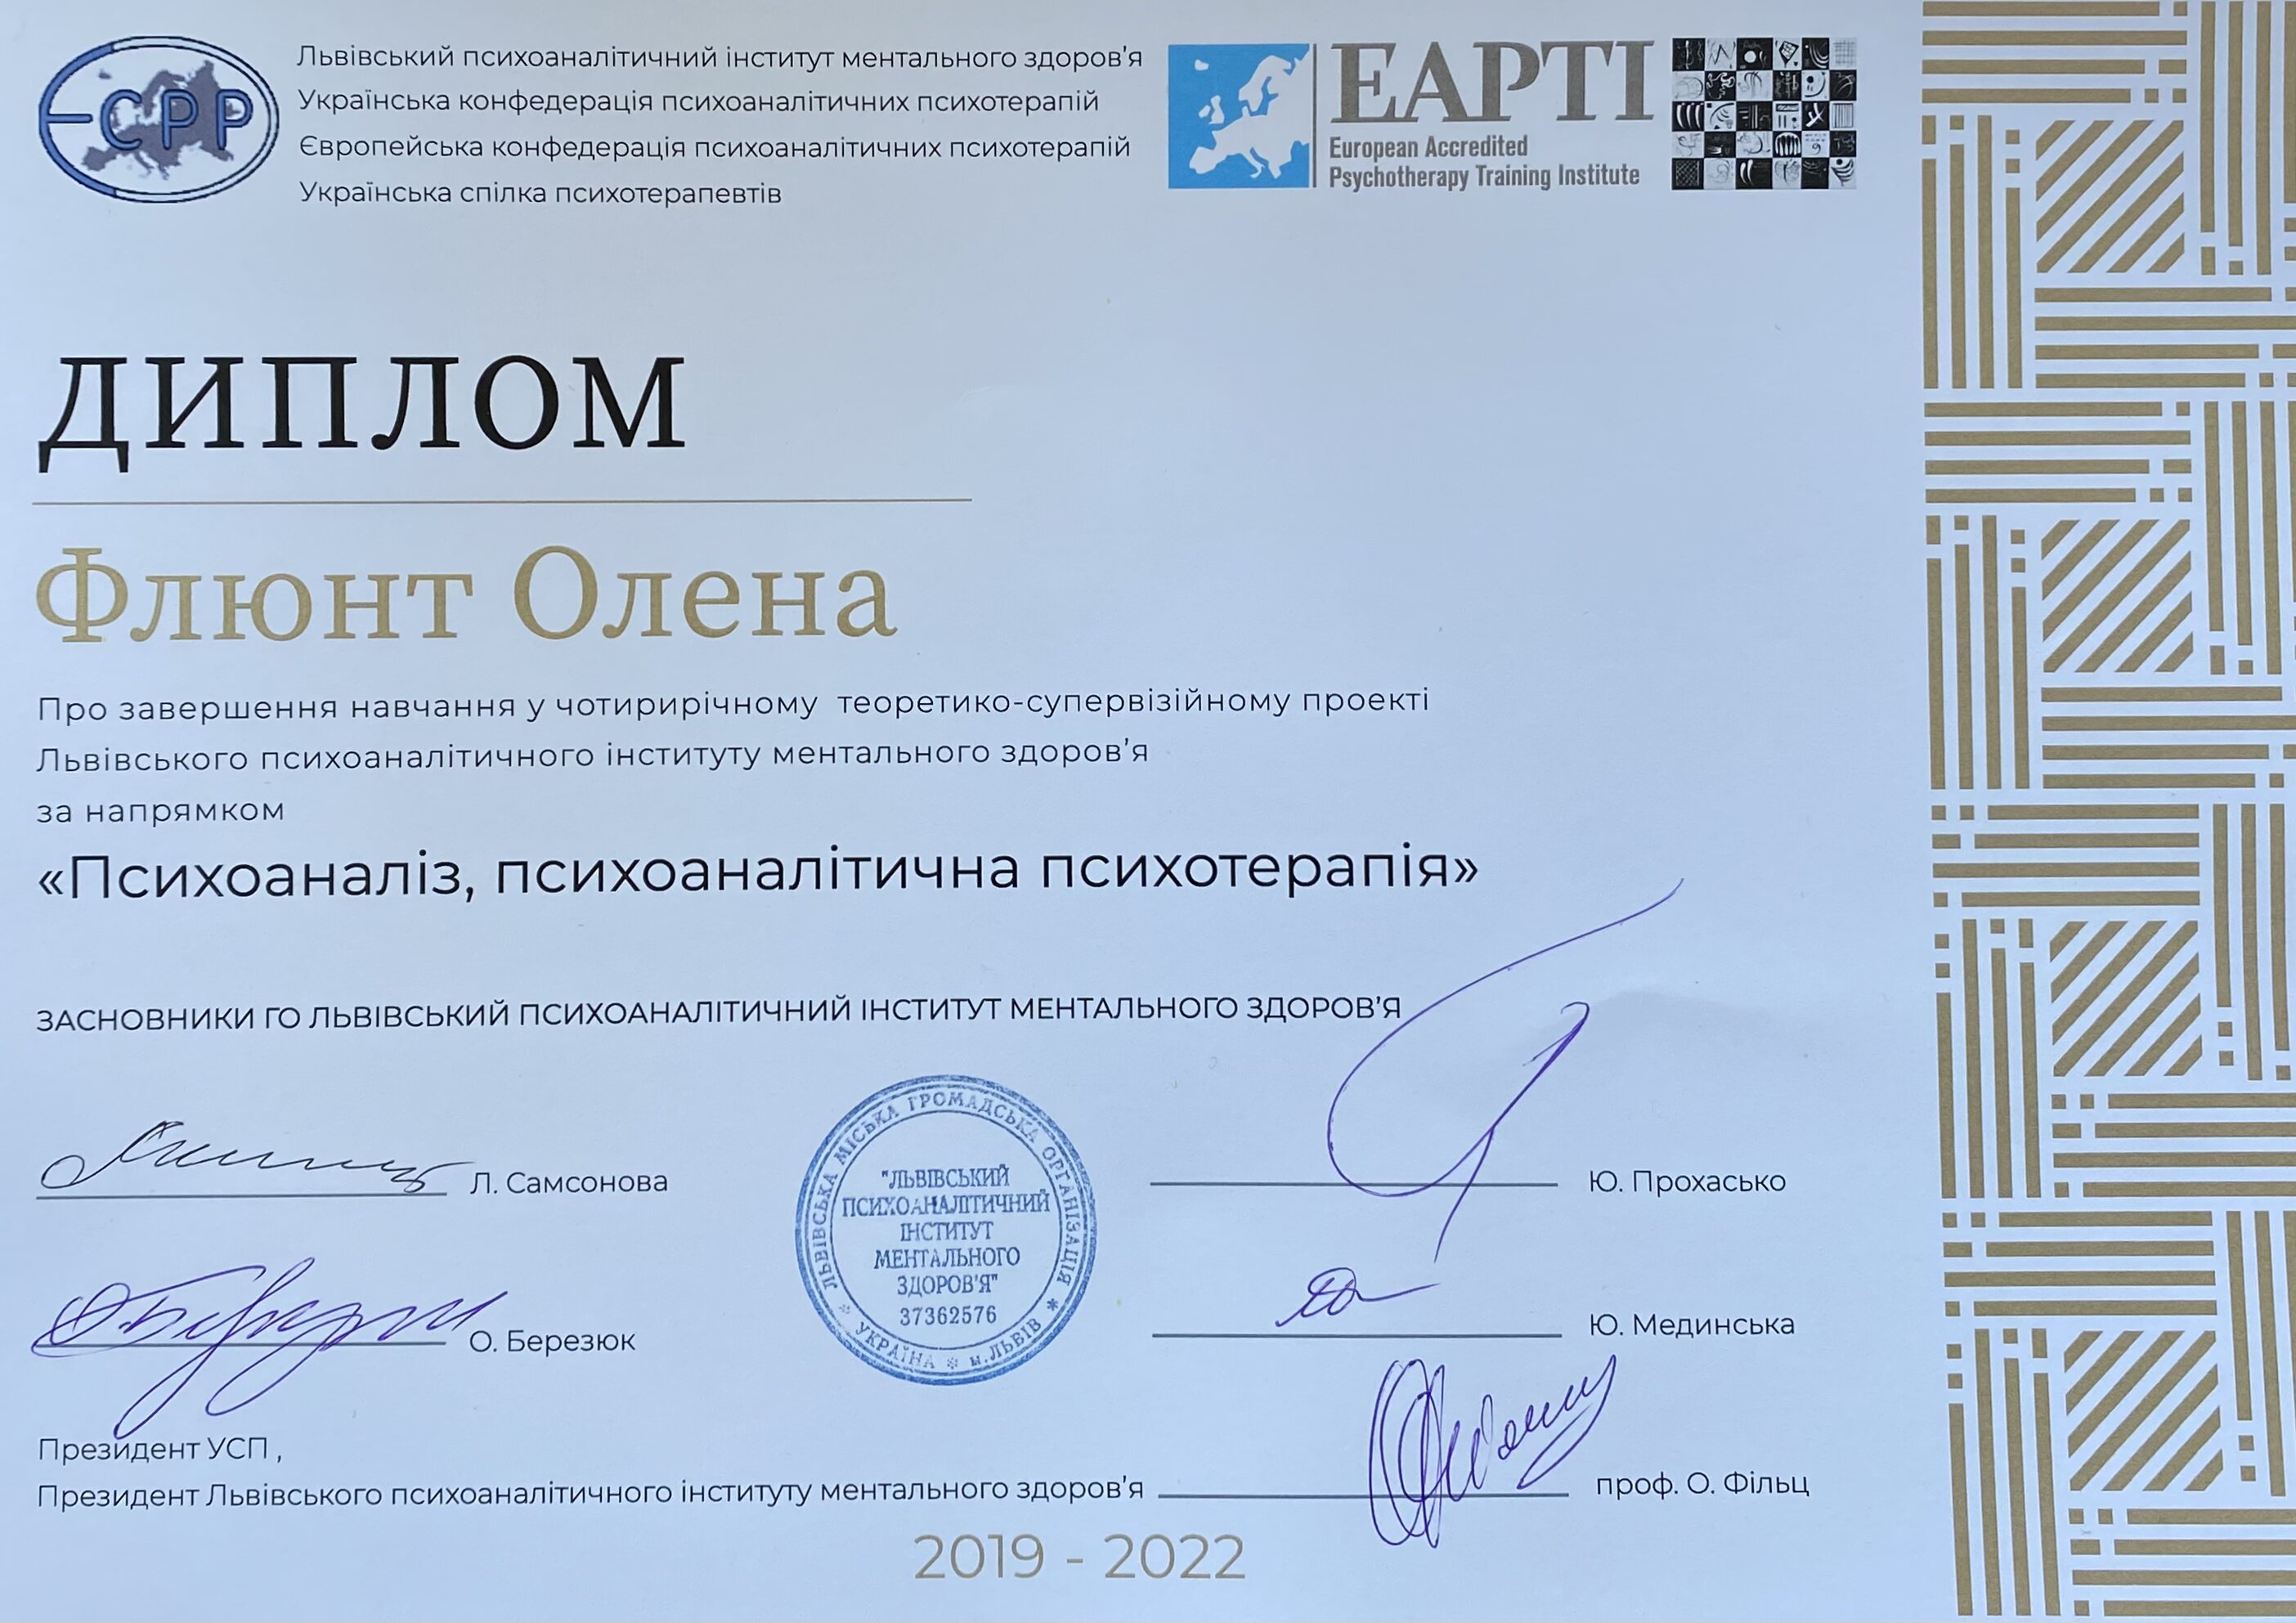 ECPP
Львівський психоаналітичний інститут ментального здоров'я
Українська конфедерація психоаналітичних психотерапій
Європейська конфедерація психоаналітичних психотерапій
Українська спілка психотерапевтів
EAPTI
European Accredited
Psychotherapy Training Institute
ДИПЛОМ
Флюнт Олена
Про завершення навчання у чотирирічному теоретико-супервізійному проекті
Львівського психоаналітичного інституту ментального здоров'я
за напрямком
«Психоаналіз, психоаналітична психотерапія»
ЗАСНОВНИКИ ГО ЛЬВІВСЬКИЙ ПСИХОАНАЛІТИЧНИЙ ІНСТИТУТ МЕНТАЛЬНОГО ЗДОРОВ'Я
Л. Самсонова
Ю. Прохасько
ЛЬВІВСЬКА МІСЬКА ГРОМАДСЬКА ОРГАНІЗАЦІЯ
"ЛЬВІВСЬКИЙ
ПСИХОАНАЛІТИЧНИЙ
ІНСТИТУТ
МЕНТАЛЬНОГО
ЗДОРОВ'Я"
37362576
* УКРАЇНА * м.ЛЬВІВ *
О. Березюк
Ю. Мединська
Президент УСП ,
Президент Львівського психоаналітичного інституту ментального здоров'я
проф. О. Фільц
2019 - 2022